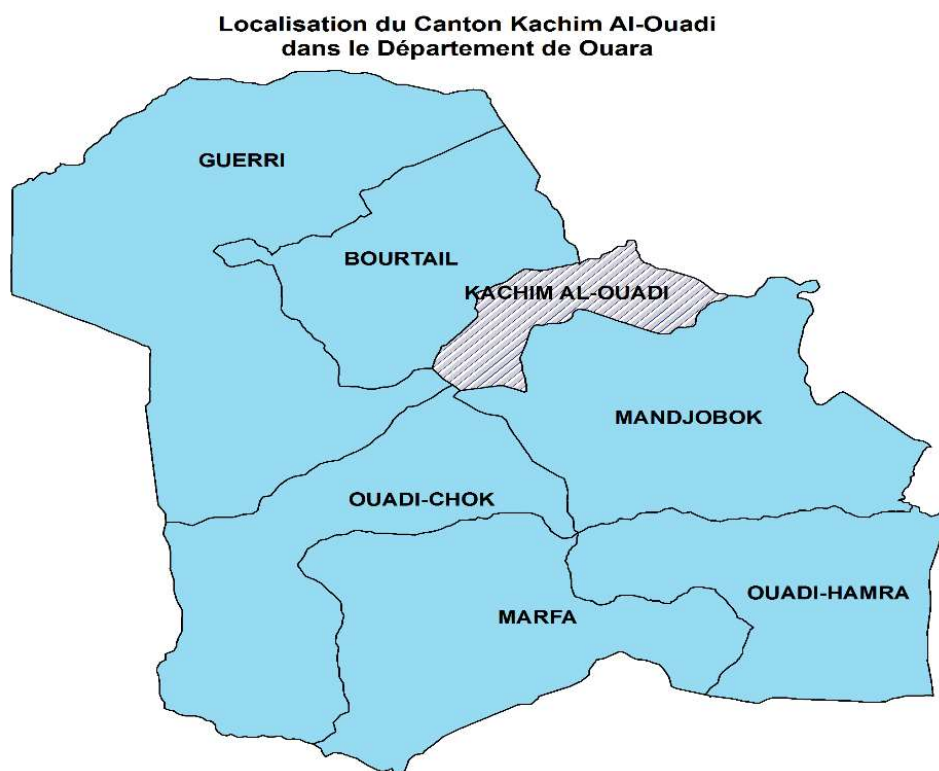 Localisation du Canton Kachim Al-Ouadi
dans le Département de Ouara
GUERRI
BOURTAIL
KACHIM AL-OUADI
MANDJOBOK
OUADI-CHOK
OUADI-HAMRA
MARFA